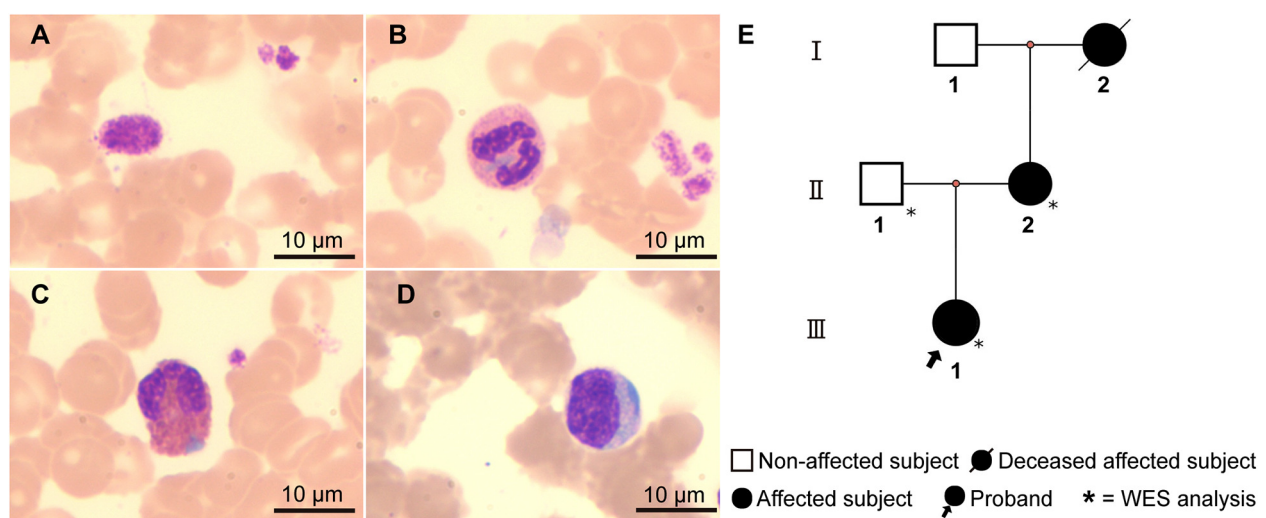 A
B
E
10 µm
10 µm
C
D
10 µm
10 µm
I
1
2
II
1
*
2
*
III
1
*
Non-affected subject
Deceased affected subject
Affected subject
Proband
* = WES analysis